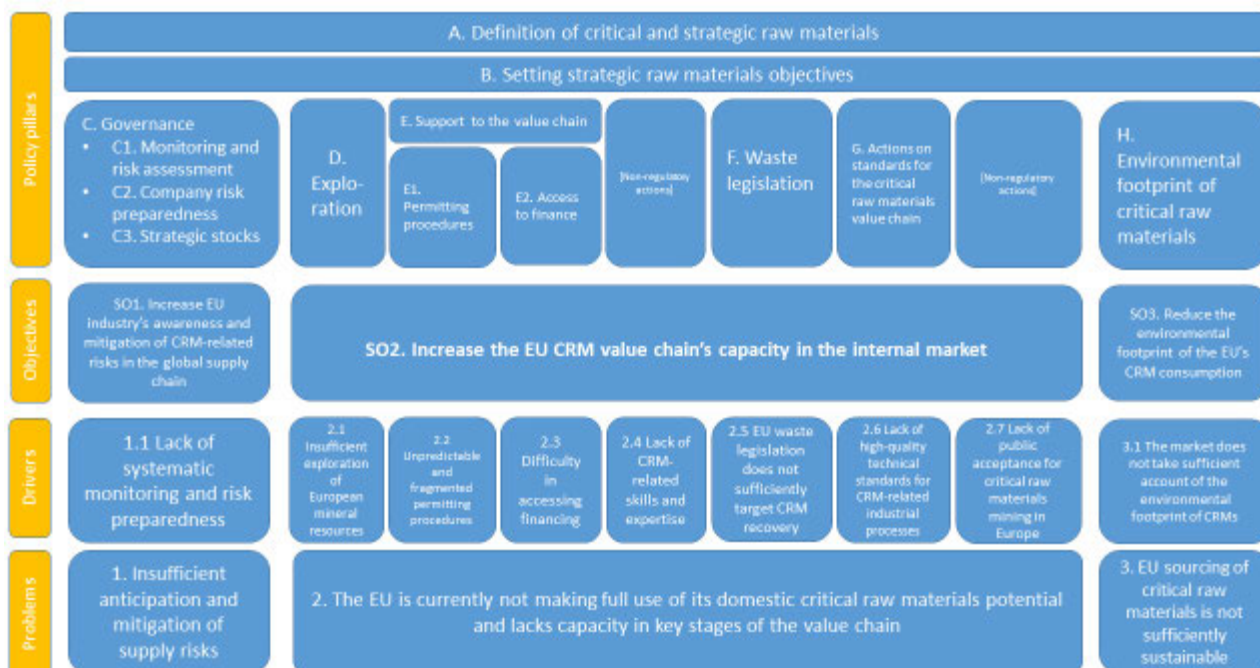 Policy pillars
A. Definition of critical and strategic raw materials
B. Setting strategic raw materials objectives
C. Governance
• C1. Monitoring and
risk assessment
• C2. Company risk
preparedness
• C3. Strategic stocks
D.
Explo-
ration
E. Support to the value chain
E1.
Permitting
procedures
E2. Access
to finance
[Non-regulatory
actions]
F. Waste
legislation
G. Actions on
standards for
the critical
raw materials
value chain
[Non-regulatory
actions]
H.
Environmental
footprint of
critical raw
materials
Objectives
SO1. Increase EU
industry's awareness and
mitigation of CRM-related
risks in the global supply
chain
SO2. Increase the EU CRM value chain's capacity in the internal market
SO3. Reduce the
environmental
footprint of the EU's
CRM consumption
Drivers
1.1 Lack of
systematic
monitoring and risk
preparedness
2.1
Insufficient
exploration
of
European
mineral
resources
2.2
Unpredictable
and
fragmented
permitting
procedures
2.3
Difficulty
in
accessing
financing
2.4 Lack of
CRM-
related
skills and
expertise
2.5 EU waste
legislation
does not
sufficiently
target CRM
recovery
2.6 Lack of
high-quality
technical
standards for
CRM-related
industrial
processes
2.7 Lack of
public
acceptance for
critical raw
materials
mining in
Europe
3.1 The market does
not take sufficient
account of the
environmental
footprint of CRMs
Problems
1. Insufficient
anticipation and
mitigation of
supply risks
2. The EU is currently not making full use of its domestic critical raw materials potential
and lacks capacity in key stages of the value chain
3. EU sourcing of
critical raw
materials is not
sufficiently
sustainable